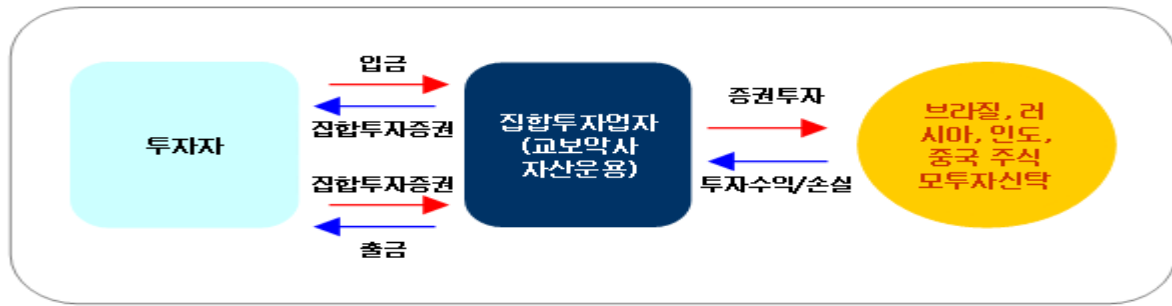 입금
집합투자증권
투자자
집합투자증권
출금
집합투자업자
(교보악사
자산운용)
증권투자
투자수익/손실
브라질, 러
시아, 인도,
중국 주식
모투자신탁